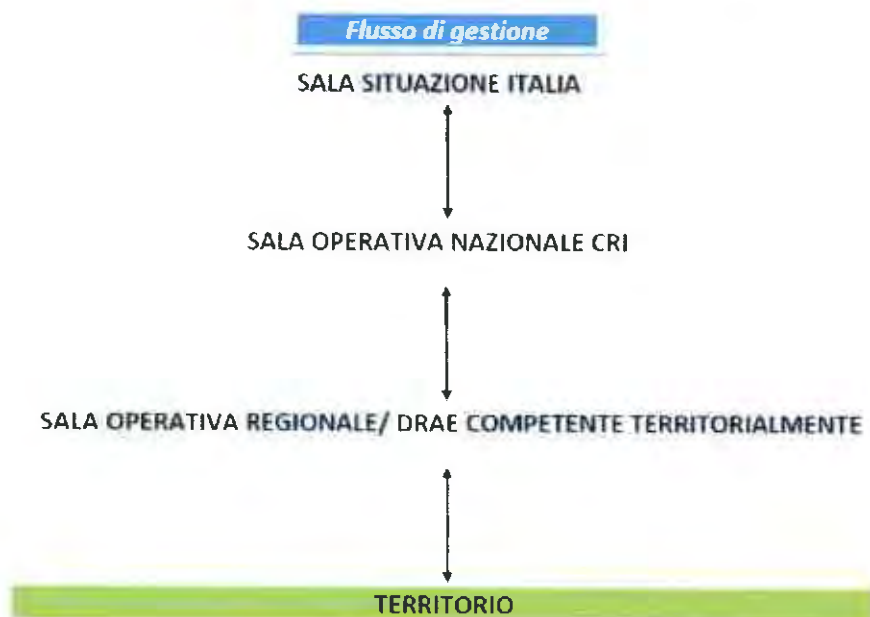 Flusso di gestione
SALA SITUAZIONE ITALIA
SALA OPERATIVA NAZIONALE CRI
SALA OPERATIVA REGIONALE/ DRAE COMPETENTE TERRITORIALMENTE
TERRITORIO